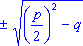 ± √((p/2)² − q)